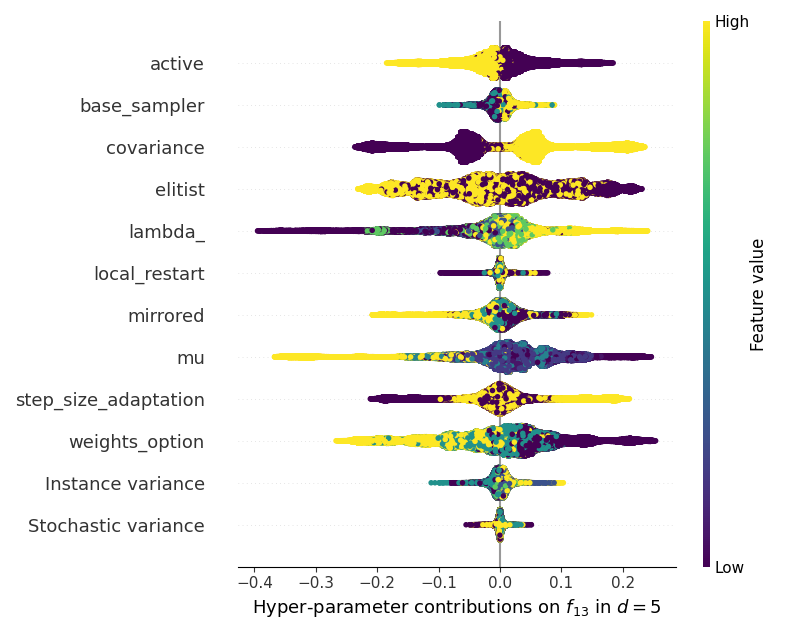 High
active
base_sampler
covariance
elitist
lambda_
local_restart
mirrored
mu
step_size_adaptation
weights_option
Instance variance
Stochastic variance
Feature value
Low
−0.4 −0.3 −0.2 −0.1 0.0 0.1 0.2
Hyper-parameter contributions on f₁₃ in d = 5